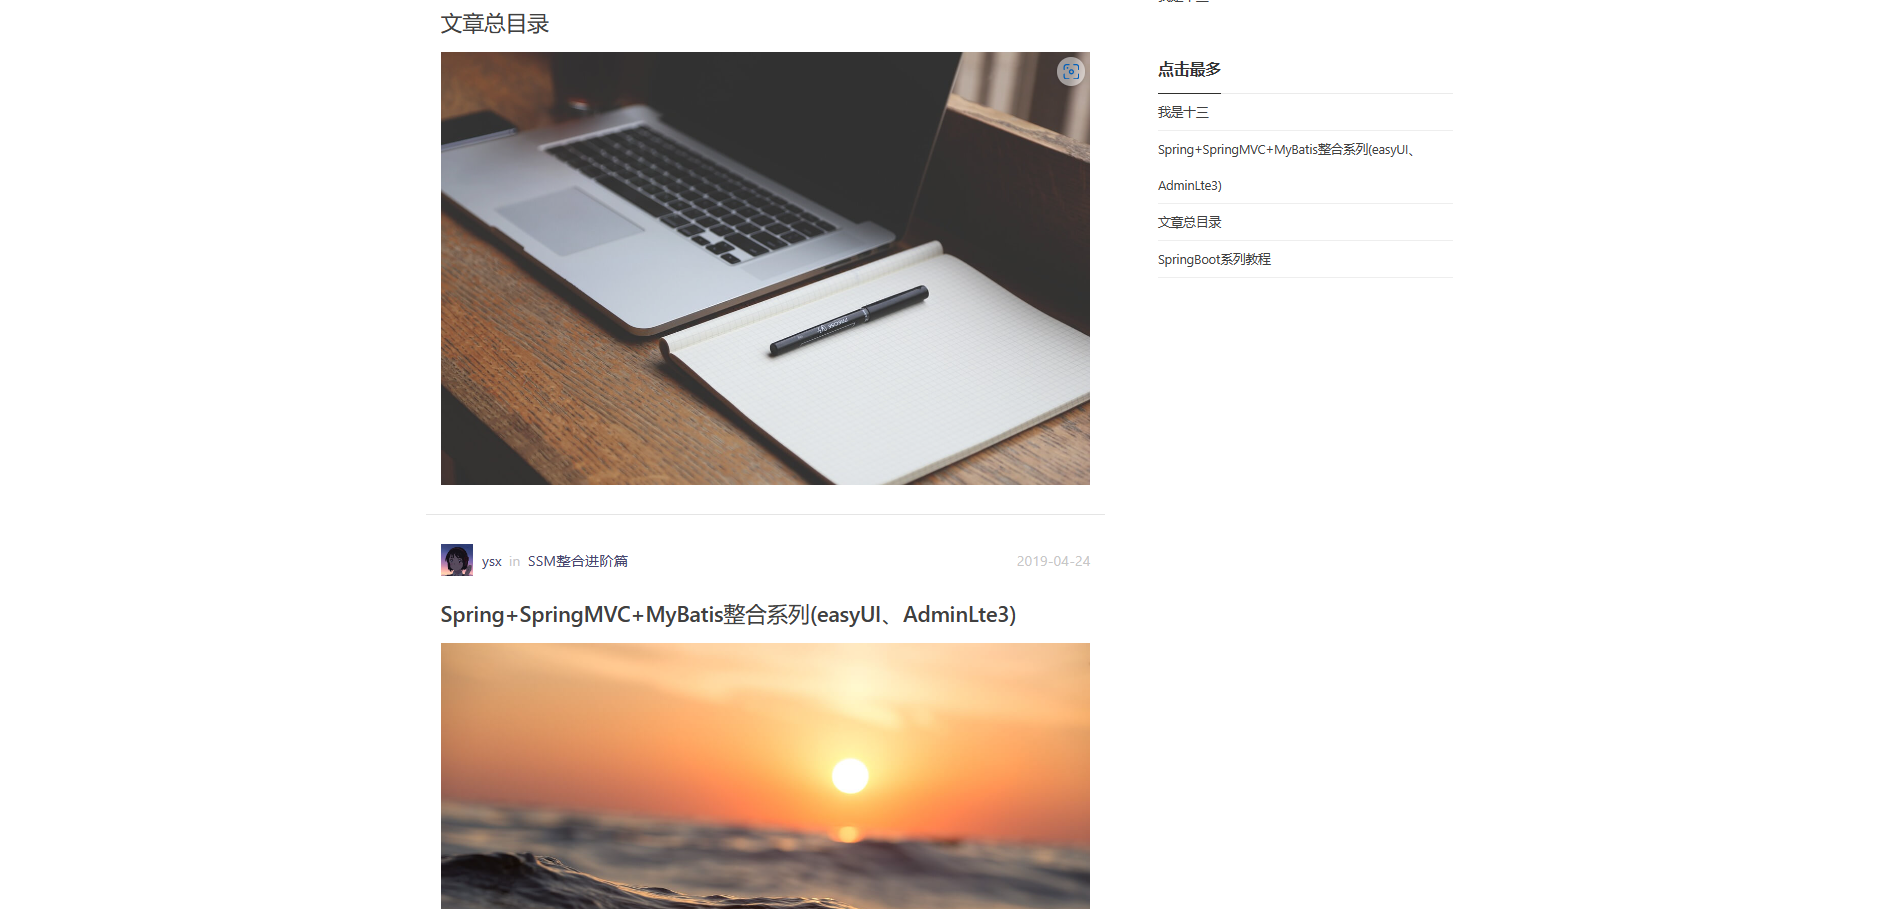 文章总目录
ysx in SSM整合进阶篇
2019-04-24
Spring+SpringMVC+MyBatis整合系列(easyUI、AdminLte3)
点击最多
我是十三
Spring+SpringMVC+MyBatis整合系列(easyUI、
AdminLte3)
文章总目录
SpringBoot系列教程